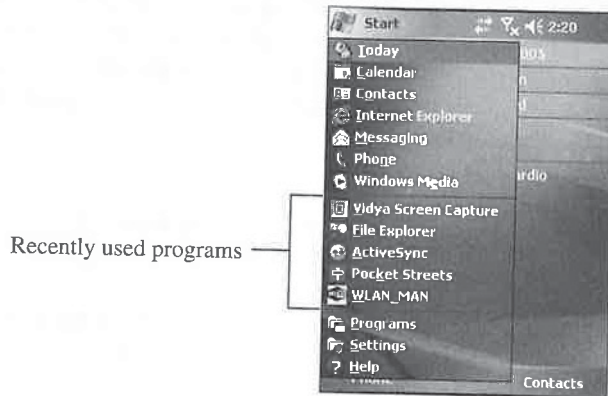 Start 2:20
Today
Calendar
Contacts
Internet Explorer
Messaging
Phone
Windows Media
Vidya Screen Capture
File Explorer
ActiveSync
Pocket Streets
WLAN_MAN
Programs
Settings
Help
Contacts
Recently used programs